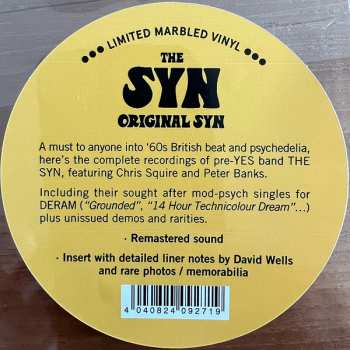 ••• LIMITED MARBLED VINYL •••
THE
SYN
ORIGINAL SYN
A must to anyone into '60s British beat and psychedelia,
here's the complete recordings of pre-YES band THE
SYN, featuring Chris Squire and Peter Banks.
Including their sought after mod-psych singles for
DERAM ("Grounded", "14 Hour Technicolour Dream"...)
plus unissued demos and rarities.
· Remastered sound
· Insert with detailed liner notes by David Wells
and rare photos / memorabilia
4 040824 092719